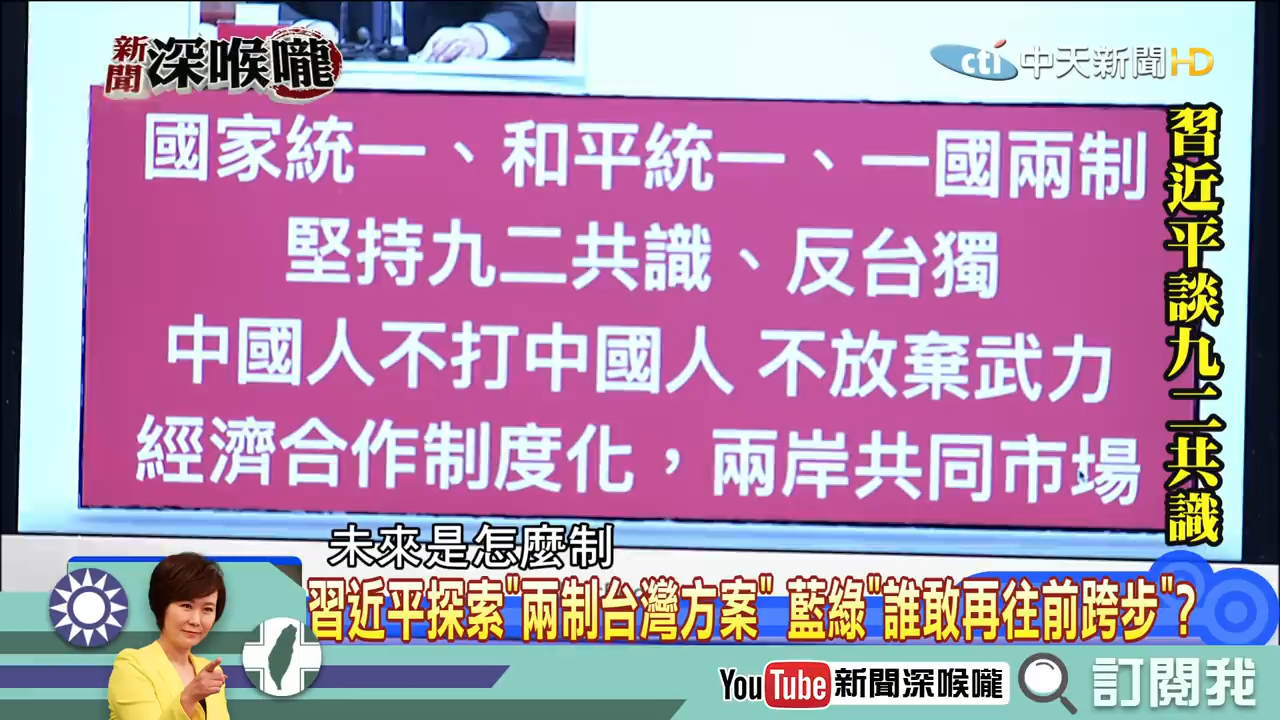 新聞深喉嚨
cti 中天新聞HD
國家統一、和平統一、一國兩制
堅持九二共識、反台獨
中國人不打中國人 不放棄武力
經濟合作制度化，兩岸共同市場
習近平談九二共識
未來是怎麼制
習近平探索"兩制台灣方案" 藍綠"誰敢再往前跨步"?
YouTube 新聞深喉嚨 訂閱我